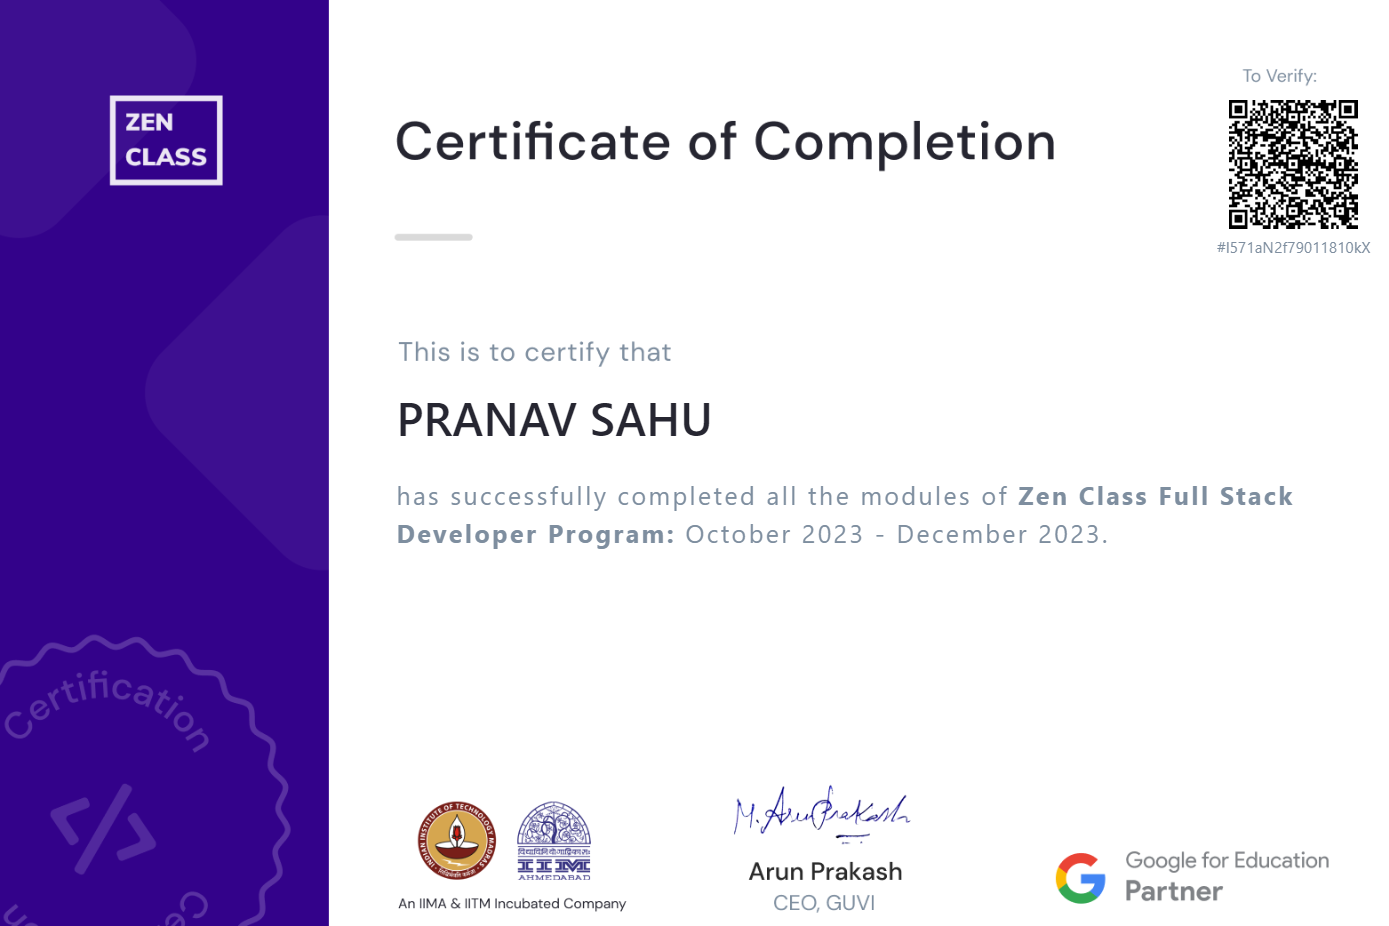 ZEN
CLASS
Certificate of Completion
To Verify:
#I571aN2f79011810kX
This is to certify that
PRANAV SAHU
has successfully completed all the modules of Zen Class Full Stack
Developer Program: October 2023 - December 2023.
Certification
</>
INDIAN INSTITUTE OF TECHNOLOGY MADRAS
IIM
AHMEDABAD
An IIMA & IITM Incubated Company
M. Arun Prakash
Arun Prakash
CEO, GUVI
Google for Education
Partner